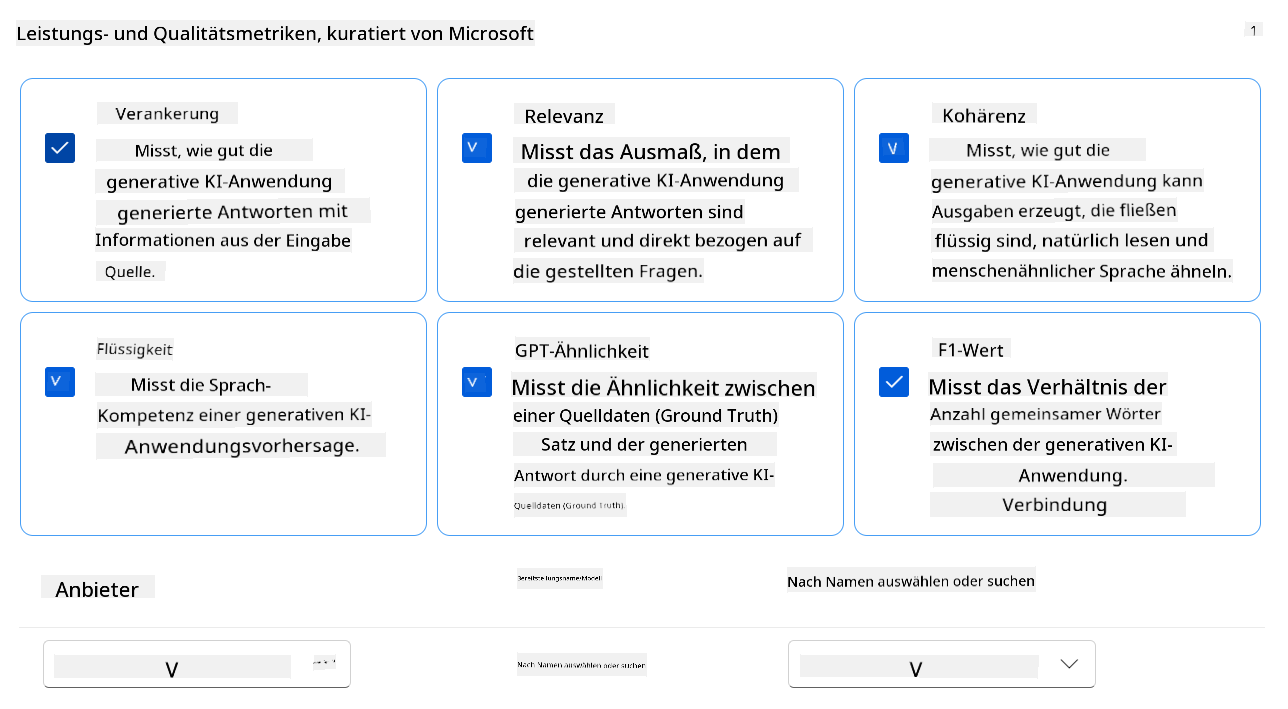 Leistungs- und Qualitätsmetriken, kuratiert von Microsoft
1
Verankerung
Misst, wie gut die
generative KI-Anwendung
generierte Antworten mit
Informationen aus der Eingabe
Quelle.
Relevanz
Misst das Ausmaß, in dem
die generative KI-Anwendung
generierte Antworten sind
relevant und direkt bezogen auf
die gestellten Fragen.
Kohärenz
Misst, wie gut die
generative KI-Anwendung kann
Ausgaben erzeugt, die fließen
flüssig sind, natürlich lesen und
menschenähnlicher Sprache ähneln.
Flüssigkeit
Misst die Sprach-
Kompetenz einer generativen KI-
Anwendungsvorhersage.
GPT-Ähnlichkeit
Misst die Ähnlichkeit zwischen
einer Quelldaten (Ground Truth)
Satz und der generierten
Antwort durch eine generative KI-
Quelldaten (Ground Truth).
F1-Wert
Misst das Verhältnis der
Anzahl gemeinsamer Wörter
zwischen der generativen KI-
Anwendung.
Verbindung
Anbieter
Bereitstellungsname/Modell
Nach Namen auswählen oder suchen
V
Nach Namen auswählen oder suchen
V